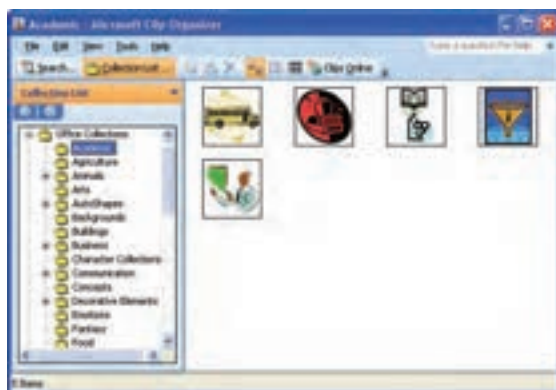 Academic - Microsoft Clip Organizer
File Edit View Tools Help Type a question for help
Search... Collection List... Clips Online
Collection List
Office Collections
Academic
Agriculture
Animals
Arts
AutoShapes
Backgrounds
Buildings
Business
Character Collections
Communication
Concepts
Decorative Elements
Emotions
Fantasy
Food
5 Items